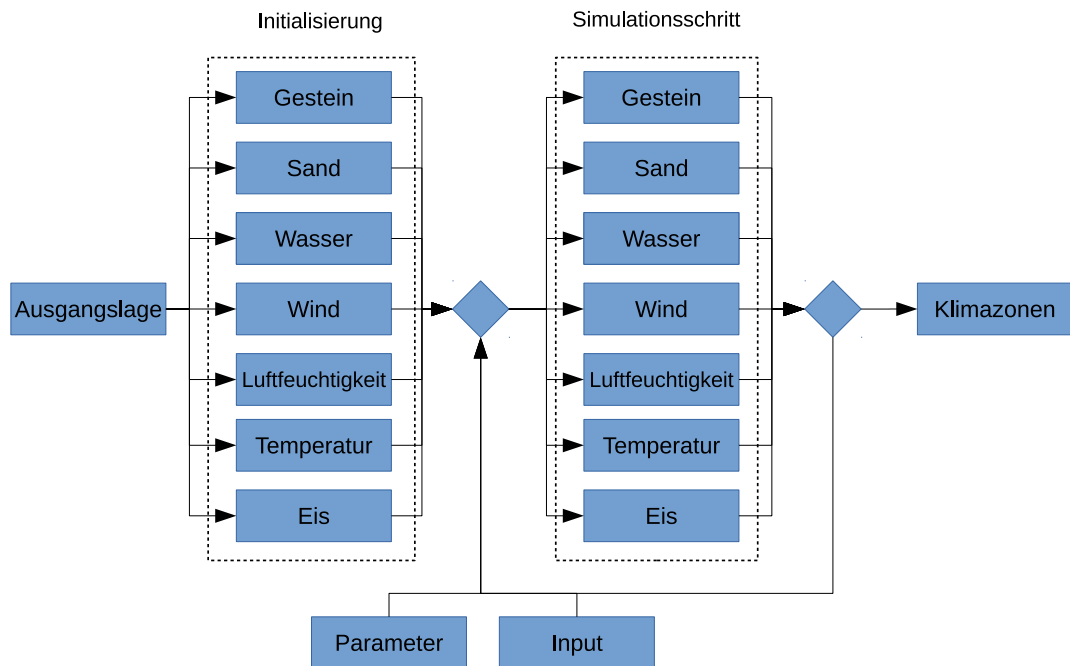 Initialisierung
Simulationsschritt
Gestein
Sand
Wasser
Wind
Luftfeuchtigkeit
Temperatur
Eis
Ausgangslage
Gestein
Sand
Wasser
Wind
Luftfeuchtigkeit
Temperatur
Eis
Klimazonen
Parameter
Input